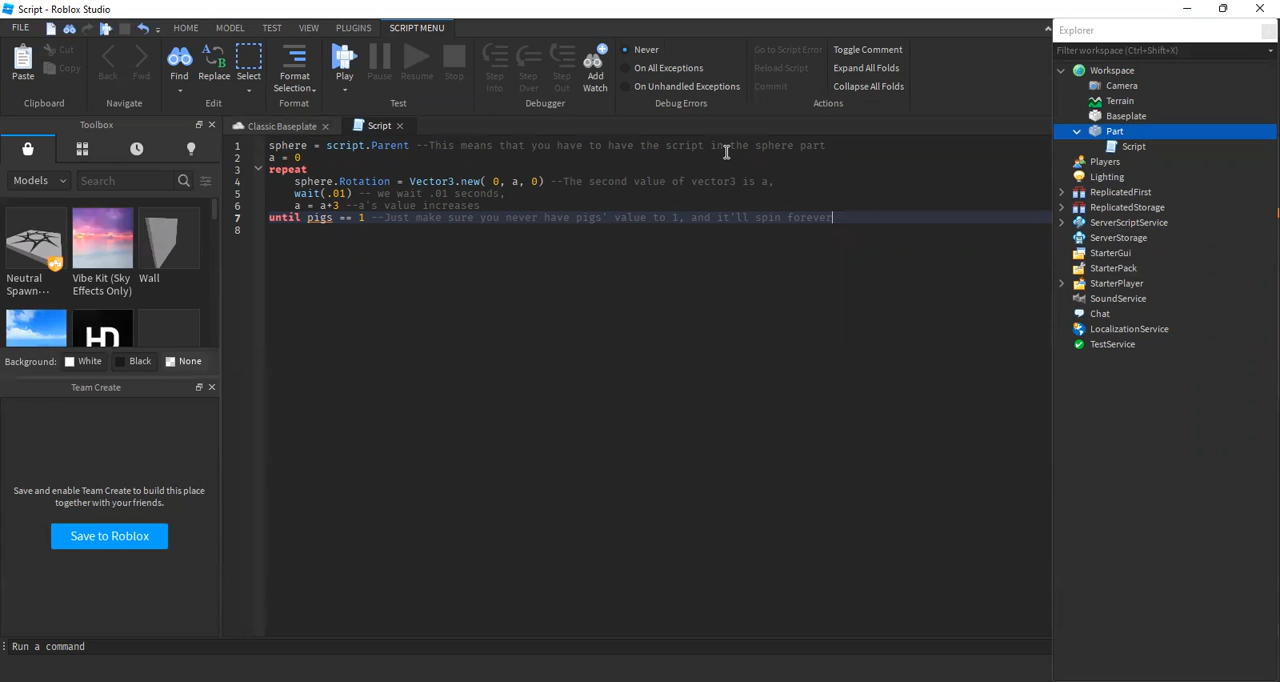 Script - Roblox Studio
FILE HOME MODEL TEST VIEW PLUGINS SCRIPT MENU
Paste Cut Copy Back Fwd Find Replace Select Format Selection Play Pause Resume Stop Step Into Step Over Step Out Add Watch
Never
On All Exceptions
On Unhandled Exceptions
Go to Script Error Toggle Comment
Reload Script Expand All Folds
Commit Collapse All Folds
Clipboard Navigate Edit Format Test Debugger Debug Errors Actions
Toolbox
Models Search
Neutral Spawn...
Vibe Kit (Sky Effects Only)
Wall
HD
Background: White Black None
Team Create
Save and enable Team Create to build this place
together with your friends.
Save to Roblox
Classic Baseplate Script
1 sphere = script.Parent --This means that you have to have the script in the sphere part
2 a = 0
3 repeat
4 sphere.Rotation = Vector3.new( 0, a, 0) --The second value of vector3 is a,
5 wait(.01) -- we wait .01 seconds,
6 a = a+3 --a's value increases
7 until pigs == 1 --Just make sure you never have pigs' value to 1, and it'll spin forever
8
Explorer
Filter workspace (Ctrl+Shift+X)
Workspace
Camera
Terrain
Baseplate
Part
Script
Players
Lighting
ReplicatedFirst
ReplicatedStorage
ServerScriptService
ServerStorage
StarterGui
StarterPack
StarterPlayer
SoundService
Chat
LocalizationService
TestService
Run a command